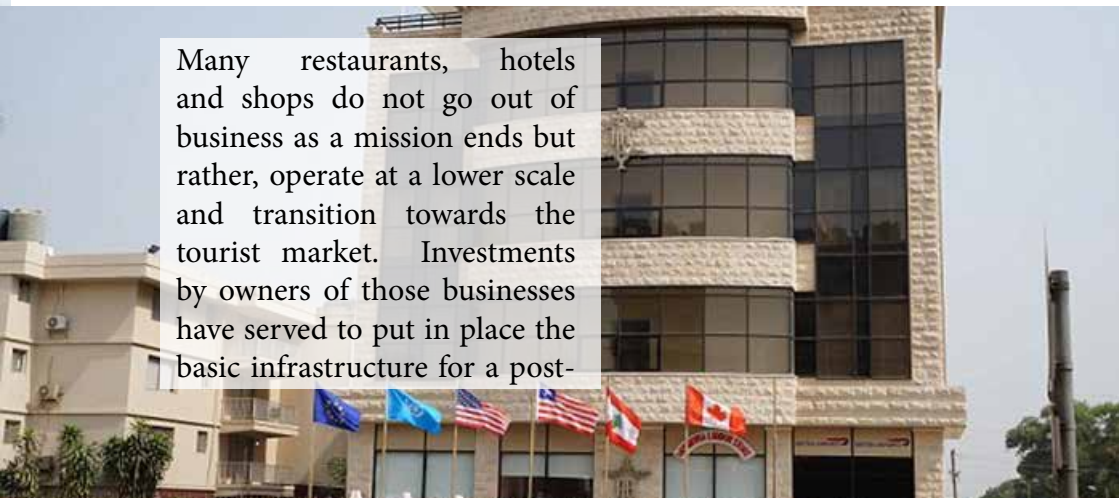 Many restaurants, hotels
and shops do not go out of
business as a mission ends but
rather, operate at a lower scale
and transition towards the
tourist market. Investments
by owners of those businesses
have served to put in place the
basic infrastructure for a post-